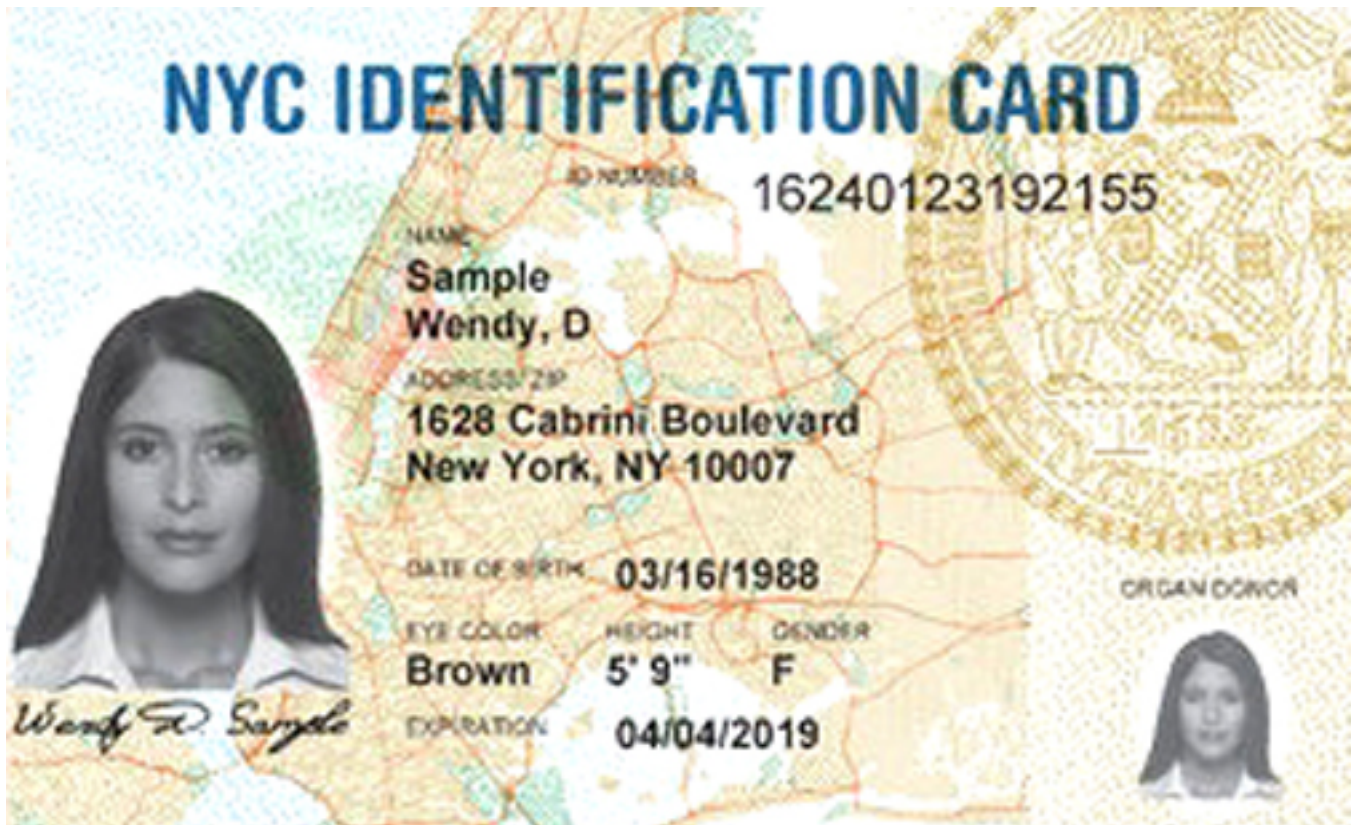 NYC IDENTIFICATION CARD
ID NUMBER 16240123192155
NAME
Sample
Wendy, D
ADDRESS/ZIP
1628 Cabrini Boulevard
New York, NY 10007
DATE OF BIRTH 03/16/1988
ORGAN DONOR
EYE COLOR HEIGHT GENDER
Brown 5' 9" F
Wendy D. Sample
EXPIRATION 04/04/2019